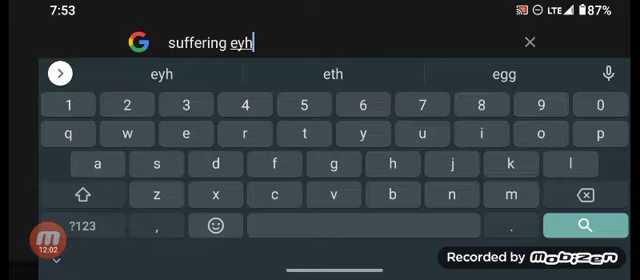 7:53 LTE 87%
suffering eyh
eyh eth egg
1 2 3 4 5 6 7 8 9 0
q w e r t y u i o p
a s d f g h j k l
z x c v b n m
?123 , .
12:02
Recorded by mobizen